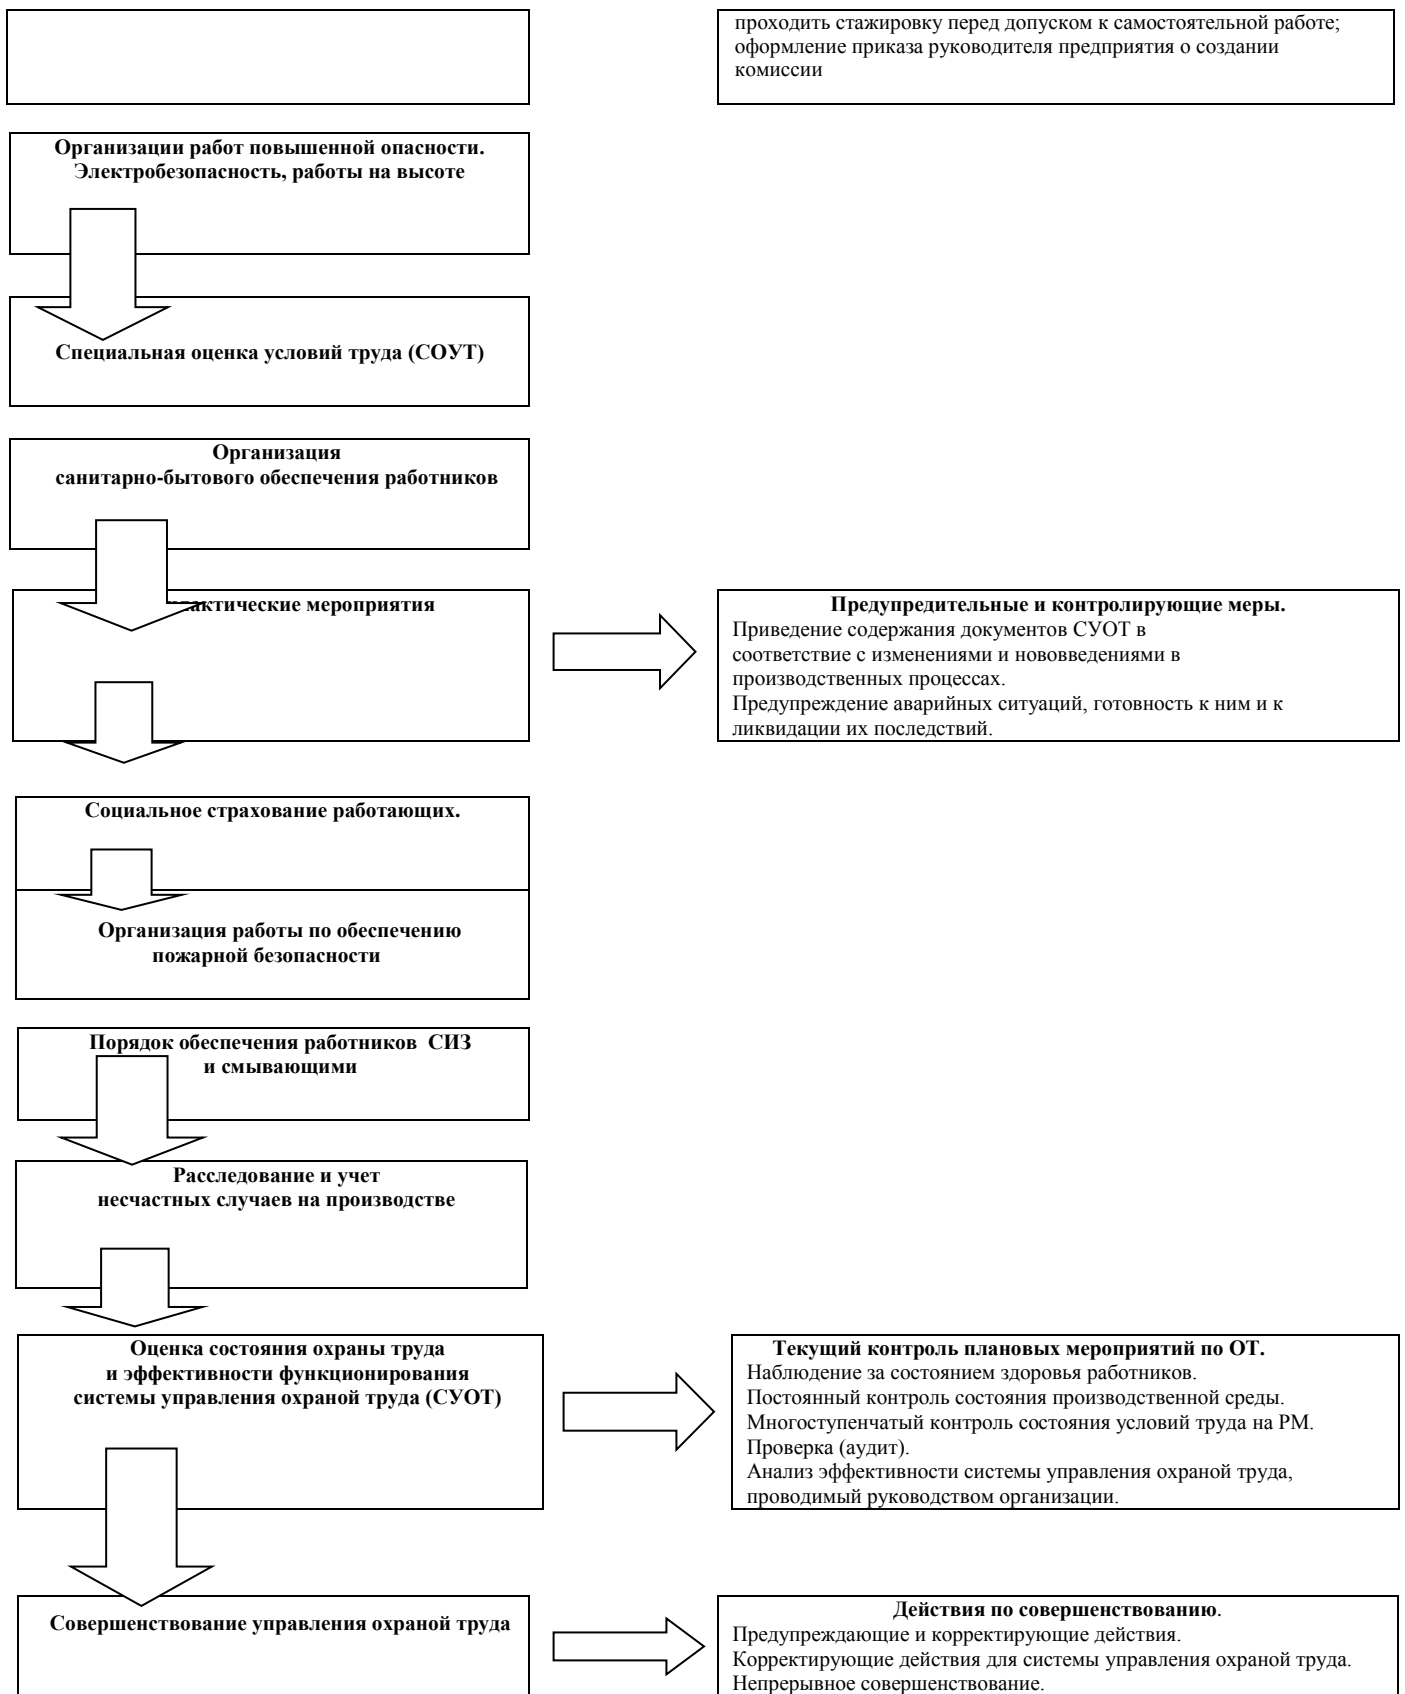 проходить стажировку перед допуском к самостоятельной работе;
оформление приказа руководителя предприятия о создании
комиссии
Организации работ повышенной опасности.
Электробезопасность, работы на высоте
Специальная оценка условий труда (СОУТ)
Организация
санитарно-бытового обеспечения работников
лактические мероприятия
Предупредительные и контролирующие меры.
Приведение содержания документов СУОТ в
соответствие с изменениями и нововведениями в
производственных процессах.
Предупреждение аварийных ситуаций, готовность к ним и к
ликвидации их последствий.
Социальное страхование работающих.
Организация работы по обеспечению
пожарной безопасности
Порядок обеспечения работников СИЗ
и смывающими
Расследование и учет
несчастных случаев на производстве
Оценка состояния охраны труда
и эффективности функционирования
системы управления охраной труда (СУОТ)
Текущий контроль плановых мероприятий по ОТ.
Наблюдение за состоянием здоровья работников.
Постоянный контроль состояния производственной среды.
Многоступенчатый контроль состояния условий труда на РМ.
Проверка (аудит).
Анализ эффективности системы управления охраной труда,
проводимый руководством организации.
Совершенствование управления охраной труда
Действия по совершенствованию.
Предупреждающие и корректирующие действия.
Корректирующие действия для системы управления охраной труда.
Непрерывное совершенствование.